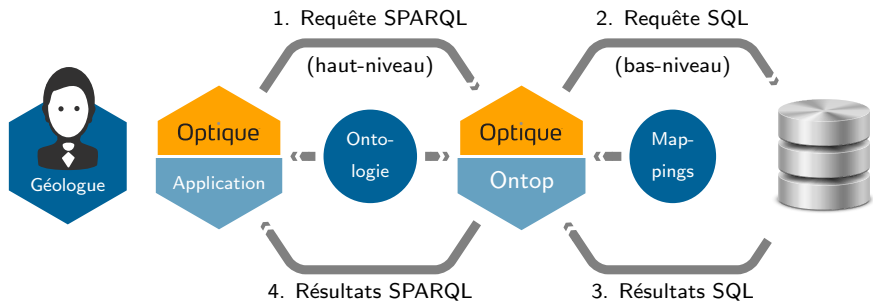 1. Requête SPARQL
2. Requête SQL
(haut-niveau)
(bas-niveau)
Géologue
Optique
Application
Onto-
logie
Optique
Ontop
Map-
pings
4. Résultats SPARQL
3. Résultats SQL